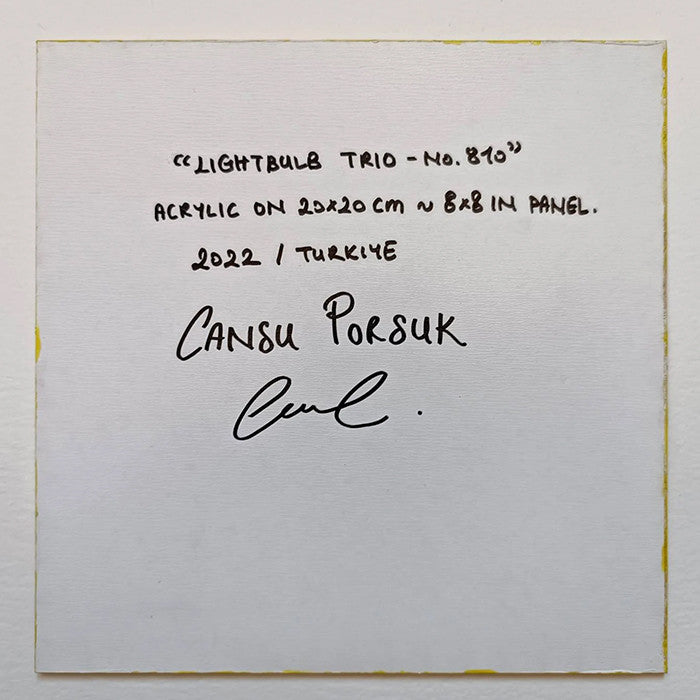 “LIGHTBULB TRIO - No. 810”
ACRYLIC ON 20x20 cm ~ 8x8 IN PANEL.
2022 / TURKIYE
CANSU PORSUK